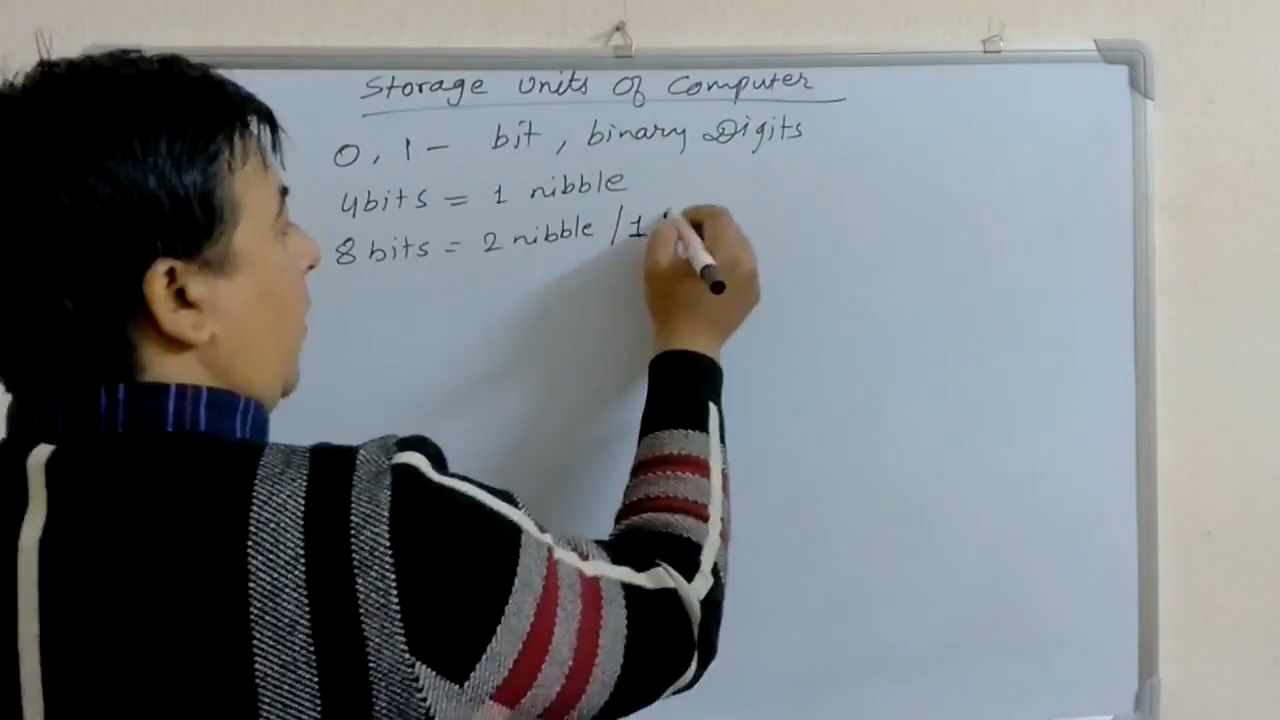 Storage Units Of Computer
0, 1 - bit, binary Digits
4bits = 1 nibble
8 bits = 2 nibble / 1